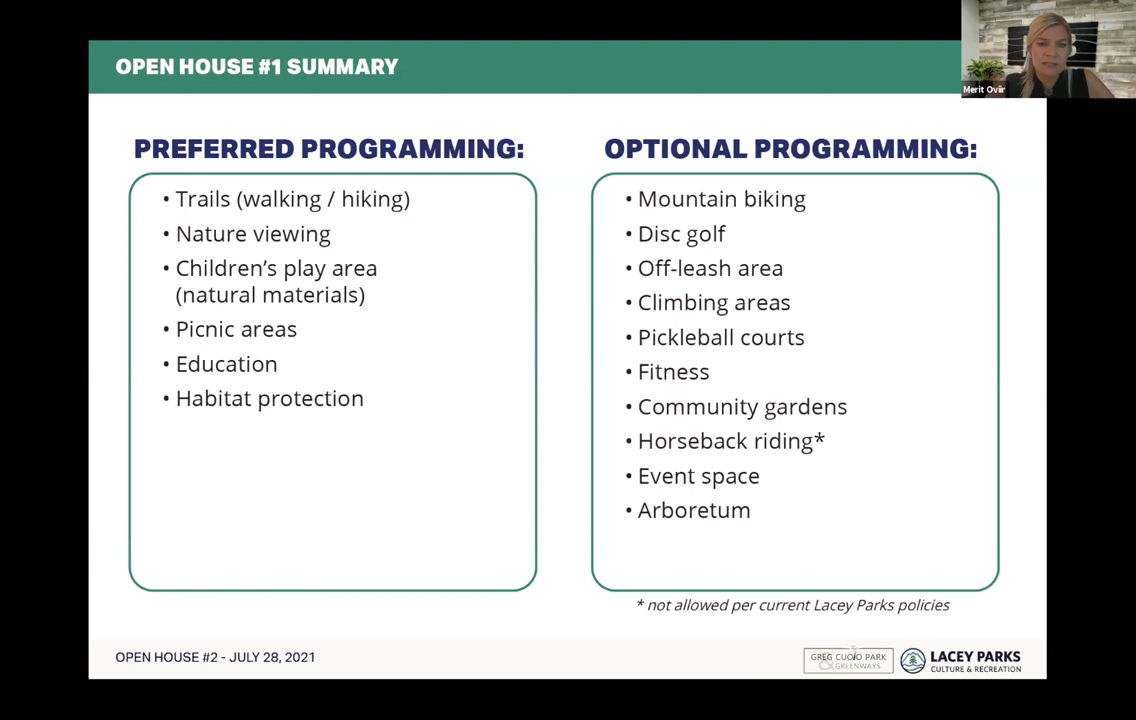 OPEN HOUSE #1 SUMMARY
Merit Oviir
PREFERRED PROGRAMMING:
• Trails (walking / hiking)
• Nature viewing
• Children’s play area
(natural materials)
• Picnic areas
• Education
• Habitat protection
OPTIONAL PROGRAMMING:
• Mountain biking
• Disc golf
• Off-leash area
• Climbing areas
• Pickleball courts
• Fitness
• Community gardens
• Horseback riding*
• Event space
• Arboretum
* not allowed per current Lacey Parks policies
OPEN HOUSE #2 - JULY 28, 2021
GREG CUOIO PARK
& GREENWAYS
LACEY PARKS
CULTURE & RECREATION